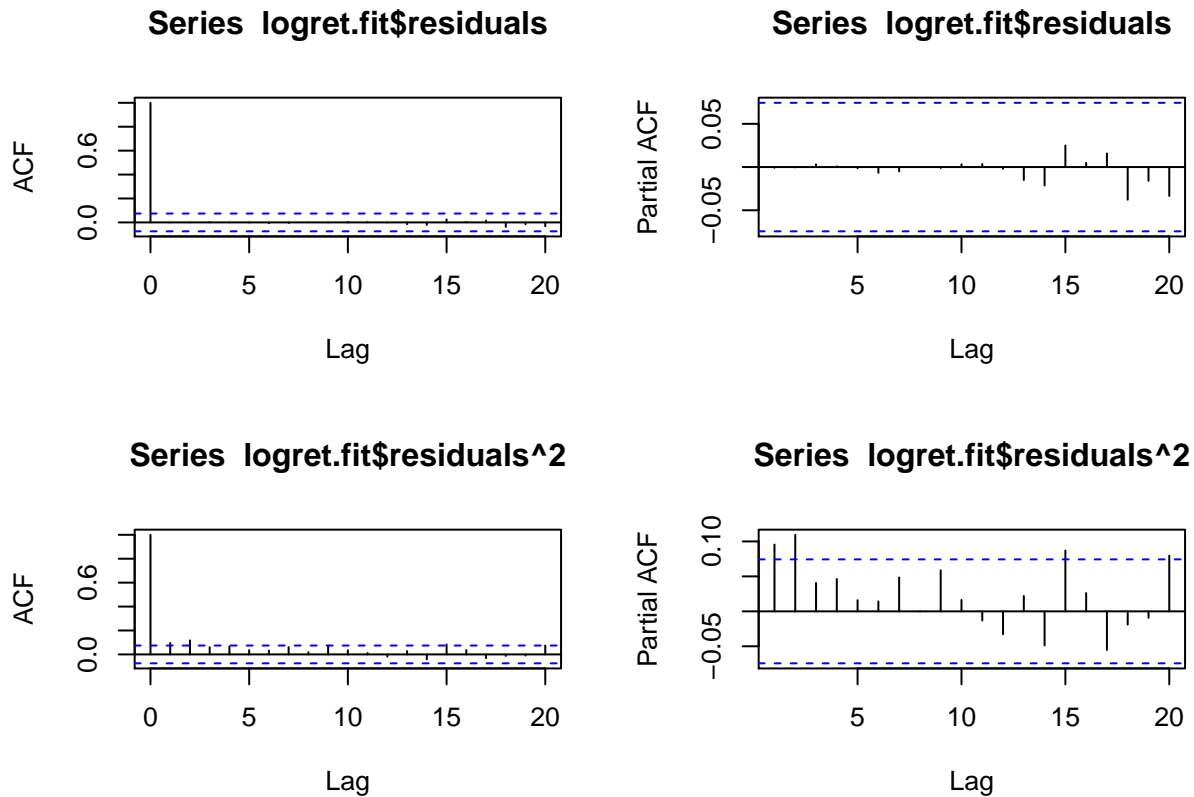 Series logret.fit$residuals
ACF
0.0 0.6
0 5 10 15 20
Lag
Series logret.fit$residuals
Partial ACF
−0.05 0.05
5 10 15 20
Lag
Series logret.fit$residuals^2
ACF
0.0 0.6
0 5 10 15 20
Lag
Series logret.fit$residuals^2
Partial ACF
−0.05 0.10
5 10 15 20
Lag